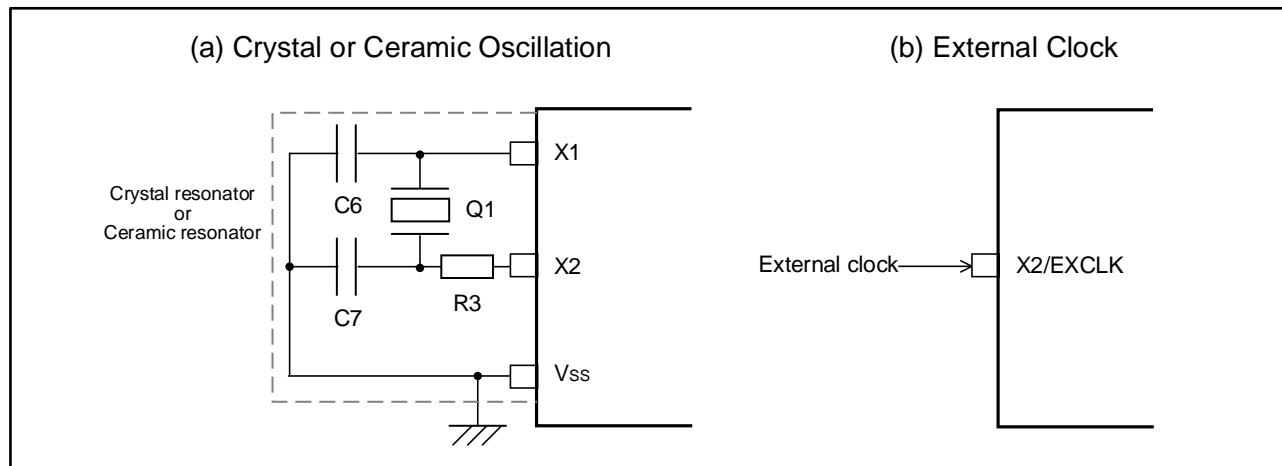 (a) Crystal or Ceramic Oscillation
(b) External Clock
X1
C6
Q1
Crystal resonator
or
Ceramic resonator
X2
R3
C7
Vss
External clock
X2/EXCLK